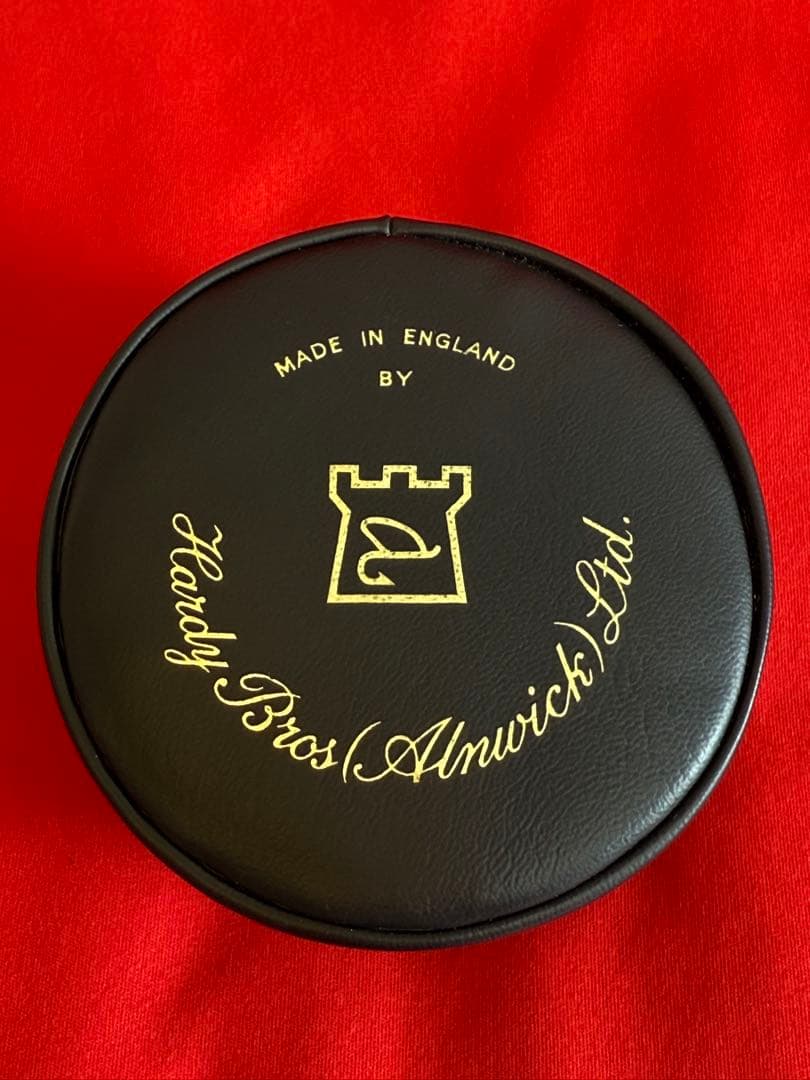 MADE IN ENGLAND
BY
a
Hardy Bros (Alnwick) Ltd.